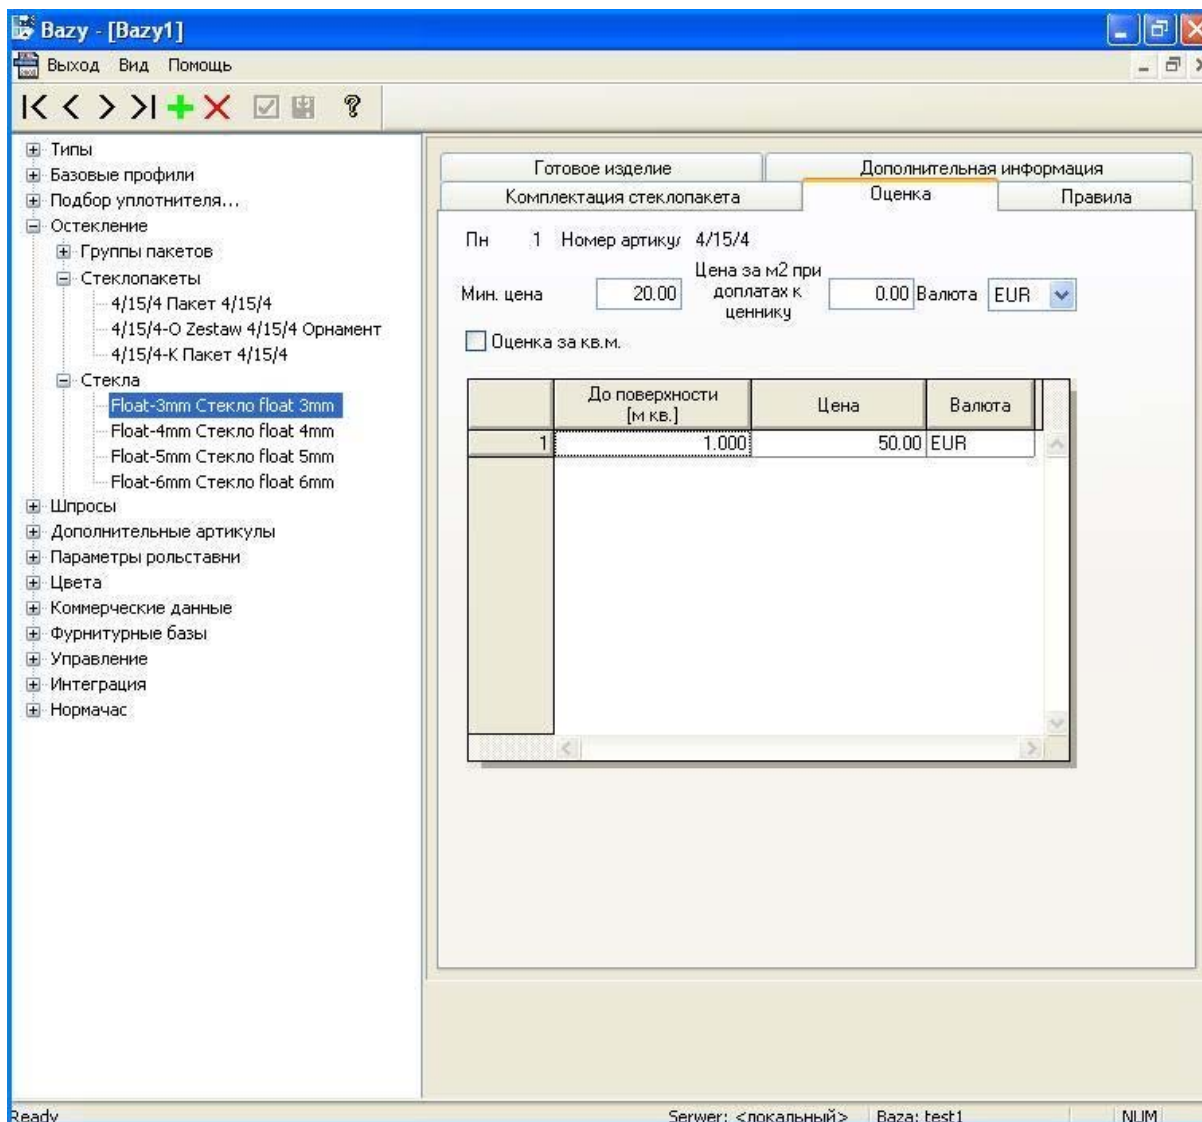 Bazy - [Bazy1]
Выход Вид Помощь
Типы
Базовые профили
Подбор уплотнителя...
Остекление
Группы пакетов
Стеклопакеты
4/15/4 Пакет 4/15/4
4/15/4-О Zestaw 4/15/4 Орнамент
4/15/4-К Пакет 4/15/4
Стекла
Float-3mm Стекло float 3mm
Float-4mm Стекло float 4mm
Float-5mm Стекло float 5mm
Float-6mm Стекло float 6mm
Шпросы
Дополнительные артикулы
Параметры рольставни
Цвета
Коммерческие данные
Фурнитурные базы
Управление
Интеграция
Нормачас
Готовое изделие Дополнительная информация
Комплектация стеклопакета Оценка Правила
Пн 1 Номер артикул 4/15/4
Мин. цена 20.00 Цена за м2 при доплатах к ценнику 0.00 Валюта EUR
Оценка за кв.м.
До поверхности [м кв.] Цена Валюта
1 1.000 50.00 EUR
Ready Serwer: <локальный> Baza: test1 NUM